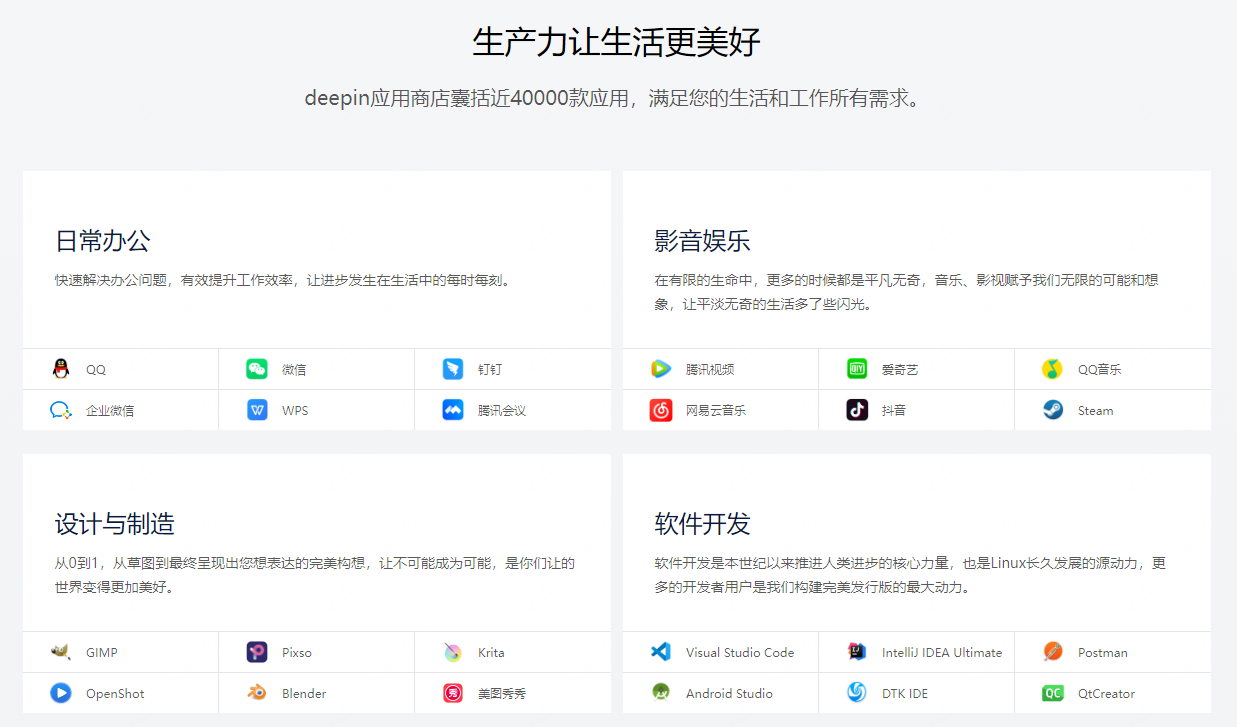 生产力让生活更美好
deepin应用商店囊括近40000款应用，满足您的生活和工作所有需求。
日常办公
快速解决办公问题，有效提升工作效率，让进步发生在生活中的每时每刻。
QQ
微信
钉钉
企业微信
WPS
腾讯会议
影音娱乐
在有限的生命中，更多的时候都是平凡无奇，音乐、影视赋予我们无限的可能和想
象，让平淡无奇的生活多了些闪光。
腾讯视频
爱奇艺
QQ音乐
网易云音乐
抖音
Steam
设计与制造
从0到1，从草图到最终呈现出您想表达的完美构想，让不可能成为可能，是你们让的
世界变得更加美好。
GIMP
Pixso
Krita
OpenShot
Blender
美图秀秀
软件开发
软件开发是本世纪以来推进人类进步的核心力量，也是Linux长久发展的源动力，更
多的开发者用户是我们构建完美发行版的最大动力。
Visual Studio Code
IntelliJ IDEA Ultimate
Postman
Android Studio
DTK IDE
QtCreator